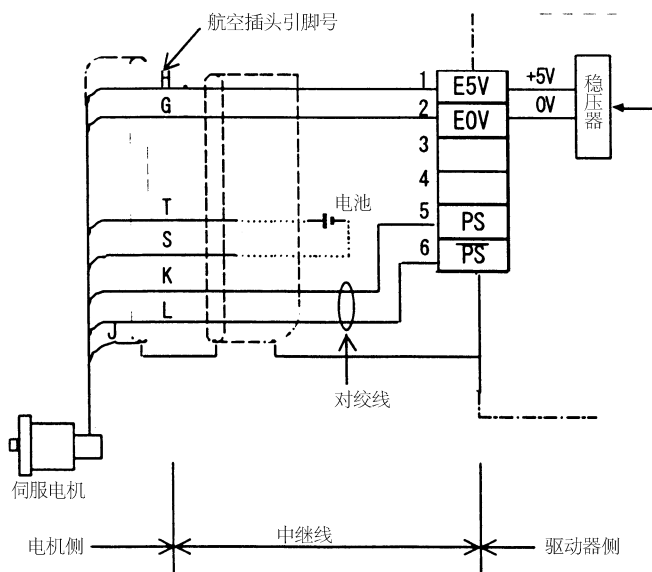 航空插头引脚号
H
1
E5V
+5V
稳压器
G
2
E0V
0V
3
4
T
电池
5
PS
S
6
PS
K
L
J
对绞线
伺服电机
电机侧
中继线
驱动器侧